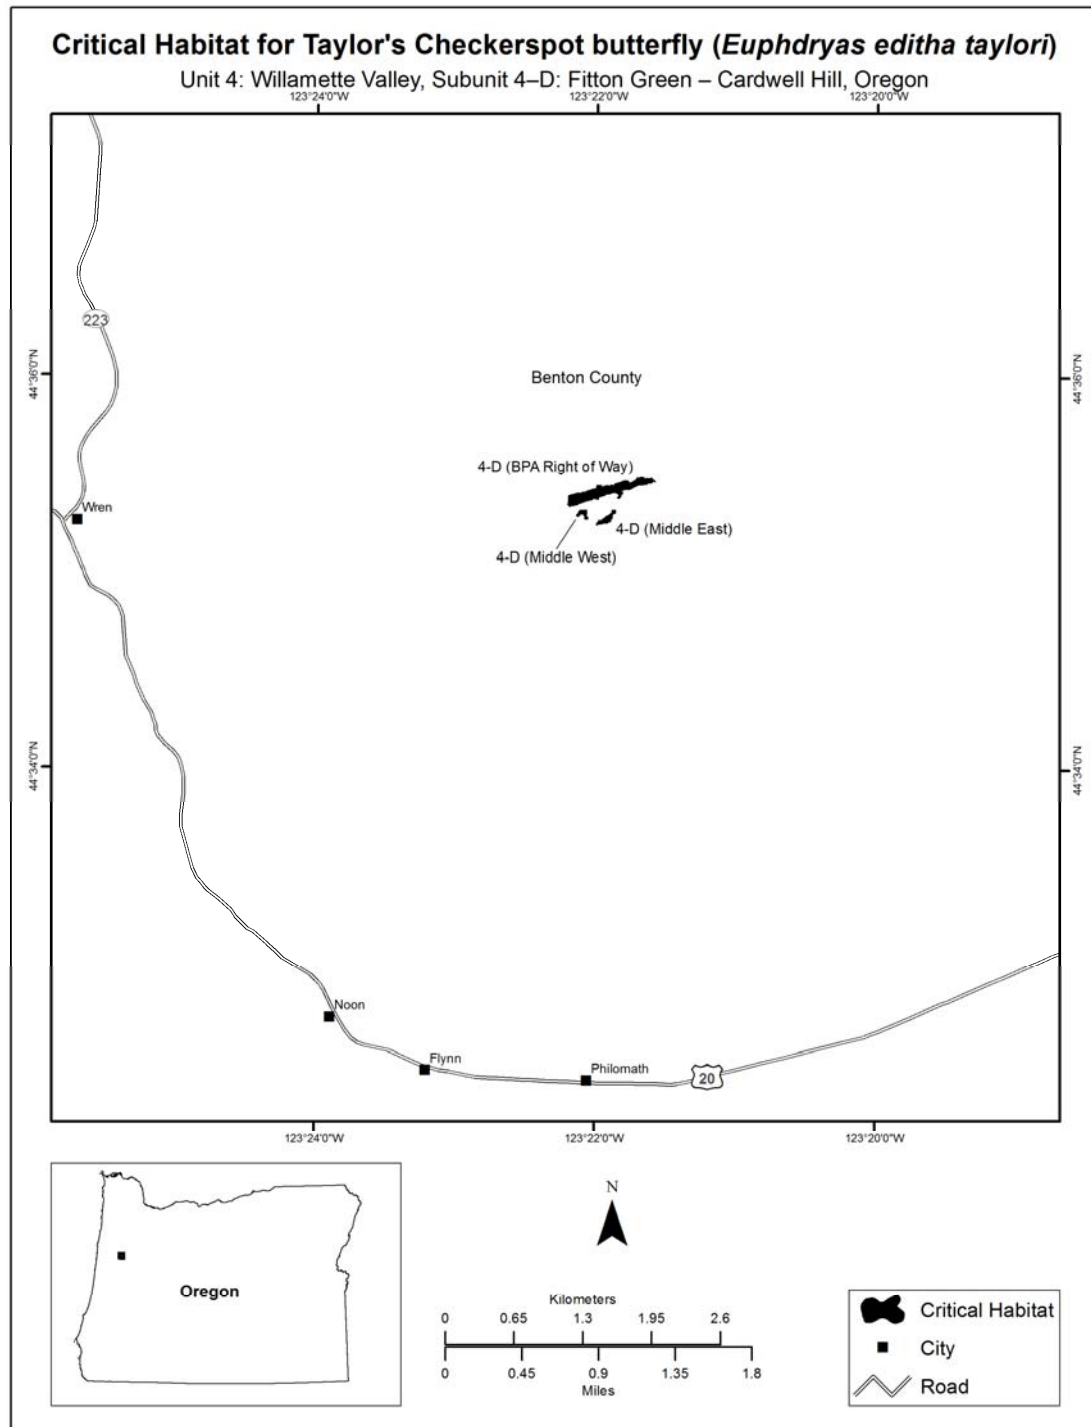 Critical Habitat for Taylor's Checkerspot butterfly (Euphdryas editha taylori)
Unit 4: Willamette Valley, Subunit 4–D: Fitton Green – Cardwell Hill, Oregon
123°24'0"W 123°22'0"W 123°20'0"W
223
44°36'0"N
44°36'0"N
Benton County
4-D (BPA Right of Way)
Wren
4-D (Middle East)
4-D (Middle West)
44°34'0"N
44°34'0"N
Noon
Flynn
Philomath
20
123°24'0"W 123°22'0"W 123°20'0"W
Oregon
N
Kilometers
0 0.65 1.3 1.95 2.6
0 0.45 0.9 1.35 1.8
Miles
Critical Habitat
City
Road